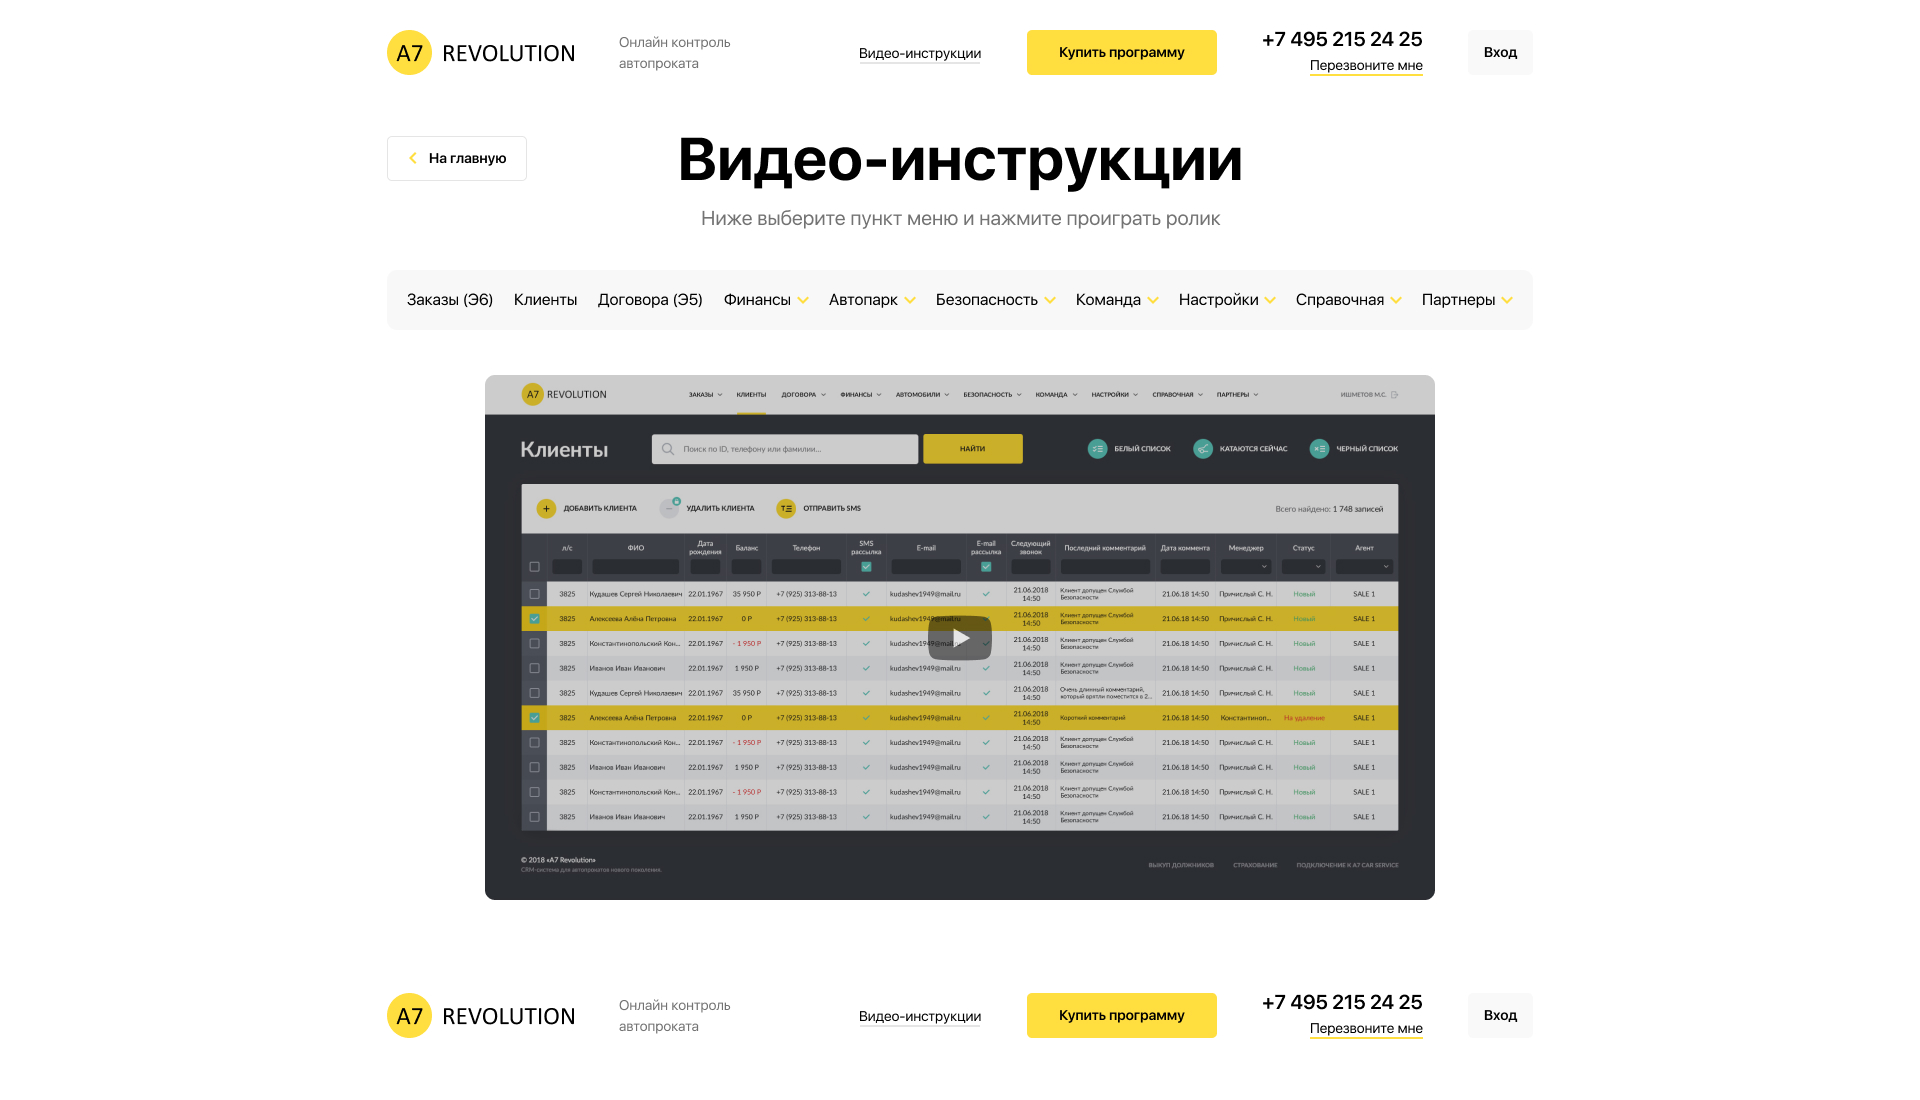 A7 REVOLUTION
Онлайн контроль
автопроката
Видео-инструкции
Купить программу
+7 495 215 24 25
Перезвоните мне
Вход
На главную
Видео-инструкции
Ниже выберите пункт меню и нажмите проиграть ролик
Заказы (Э6) Клиенты Договора (Э5) Финансы Автопарк Безопасность Команда Настройки Справочная Партнеры
A7 REVOLUTION ЗАКАЗЫ КЛИЕНТЫ ДОГОВОРА ФИНАНСЫ АВТОМОБИЛИ БЕЗОПАСНОСТЬ КОМАНДА НАСТРОЙКИ СПРАВОЧНАЯ ПАРТНЕРЫ ИШМЕТОВ М.С.
Клиенты Поиск по ID, телефону или фамилии... НАЙТИ БЕЛЫЙ СПИСОК КАТАЮТСЯ СЕЙЧАС ЧЕРНЫЙ СПИСОК
ДОБАВИТЬ КЛИЕНТА УДАЛИТЬ КЛИЕНТА ОТПРАВИТЬ SMS Всего найдено: 1 748 записей
л/с ФИО Дата рождения Баланс Телефон SMS рассылка E-mail E-mail рассылка Следующий звонок Последний комментарий Дата коммента Менеджер Статус Агент
3825 Кудашев Сергей Николаевич 22.01.1967 35 950 Р +7 (925) 313-88-13 kudashev1949@mail.ru 21.06.2018 14:50 Клиент допущен Службой Безопасности 21.06.18 14:50 Причислый С. Н. Новый SALE 1
3825 Алексеева Алёна Петровна 22.01.1967 0 Р +7 (925) 313-88-13 kudashev1949@mail.ru 21.06.2018 14:50 Клиент допущен Службой Безопасности 21.06.18 14:50 Причислый С. Н. Новый SALE 1
3825 Константинопольский Кон... 22.01.1967 - 1 950 Р +7 (925) 313-88-13 kudashev1949@mail.ru 21.06.2018 14:50 Клиент допущен Службой Безопасности 21.06.18 14:50 Причислый С. Н. Новый SALE 1
3825 Иванов Иван Иванович 22.01.1967 1 950 Р +7 (925) 313-88-13 kudashev1949@mail.ru 21.06.2018 14:50 Клиент допущен Службой Безопасности 21.06.18 14:50 Причислый С. Н. Новый SALE 1
3825 Кудашев Сергей Николаевич 22.01.1967 35 950 Р +7 (925) 313-88-13 kudashev1949@mail.ru 21.06.2018 14:50 Очень длинный комментарий, который врятли поместится в 2... 21.06.18 14:50 Причислый С. Н. Новый SALE 1
3825 Алексеева Алёна Петровна 22.01.1967 0 Р +7 (925) 313-88-13 kudashev1949@mail.ru 21.06.2018 14:50 Короткий комментарий 21.06.18 14:50 Константиноп... На удаление SALE 1
3825 Константинопольский Кон... 22.01.1967 - 1 950 Р +7 (925) 313-88-13 kudashev1949@mail.ru 21.06.2018 14:50 Клиент допущен Службой Безопасности 21.06.18 14:50 Причислый С. Н. Новый SALE 1
3825 Иванов Иван Иванович 22.01.1967 1 950 Р +7 (925) 313-88-13 kudashev1949@mail.ru 21.06.2018 14:50 Клиент допущен Службой Безопасности 21.06.18 14:50 Причислый С. Н. Новый SALE 1
3825 Константинопольский Кон... 22.01.1967 - 1 950 Р +7 (925) 313-88-13 kudashev1949@mail.ru 21.06.2018 14:50 Клиент допущен Службой Безопасности 21.06.18 14:50 Причислый С. Н. Новый SALE 1
3825 Иванов Иван Иванович 22.01.1967 1 950 Р +7 (925) 313-88-13 kudashev1949@mail.ru 21.06.2018 14:50 Клиент допущен Службой Безопасности 21.06.18 14:50 Причислый С. Н. Новый SALE 1
© 2018 «A7 Revolution»
CRM-система для автопрокатов нового поколения.
ВЫКУП ДОЛЖНИКОВ СТРАХОВАНИЕ ПОДКЛЮЧЕНИЕ К A7 CAR SERVICE
A7 REVOLUTION
Онлайн контроль
автопроката
Видео-инструкции
Купить программу
+7 495 215 24 25
Перезвоните мне
Вход